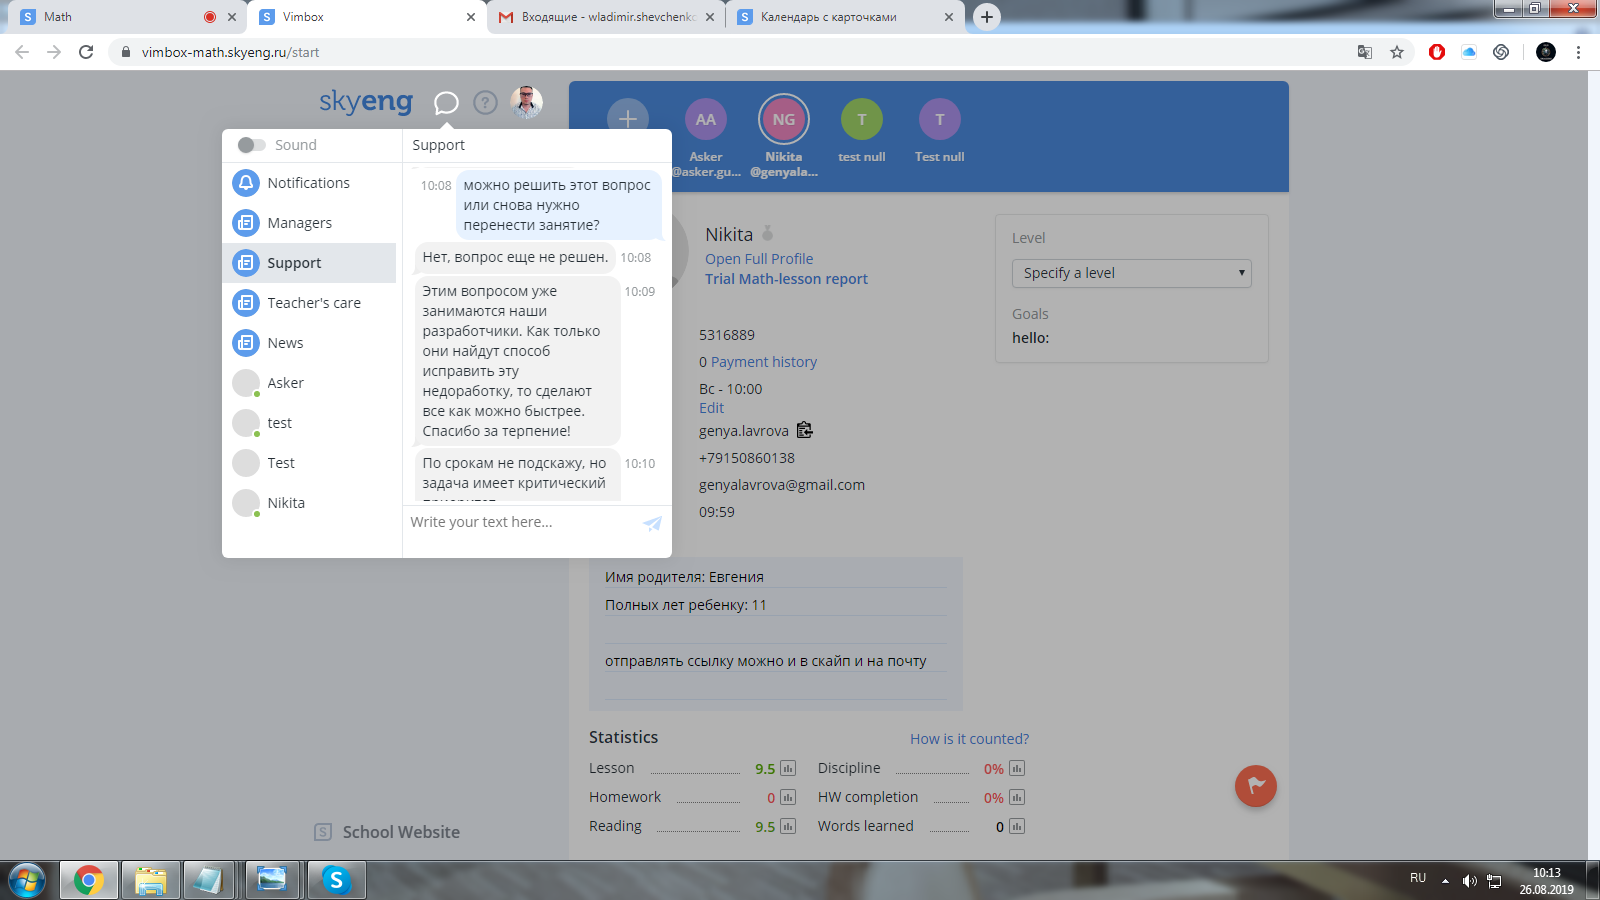 Math
Vimbox
Входящие - wladimir.shevchenko
Календарь с карточками
vimbox-math.skyeng.ru/start
skyeng
?
AA
NG
T
T
Asker
@asker.gu...
Nikita
@genyala...
test null
Test null
Sound
Support
Notifications
Managers
Support
Teacher's care
News
Asker
test
Test
Nikita
10:08
можно решить этот вопрос
или снова нужно
перенести занятие?
Нет, вопрос еще не решен.
10:08
Этим вопросом уже
занимаются наши
разработчики. Как только
они найдут способ
исправить эту
недоработку, то сделают
все как можно быстрее.
Спасибо за терпение!
10:09
По срокам не подскажу, но
задача имеет критический
10:10
Write your text here...
Nikita
Open Full Profile
Trial Math-lesson report
5316889
0 Payment history
Вс - 10:00
Edit
genya.lavrova
+79150860138
genyalavrova@gmail.com
09:59
Level
Specify a level
Goals
hello:
Имя родителя: Евгения
Полных лет ребенку: 11
отправлять ссылку можно и в скайп и на почту
Statistics
How is it counted?
Lesson 9.5
Discipline 0%
Homework 0
HW completion 0%
Reading 9.5
Words learned 0
School Website
RU
10:13
26.08.2019